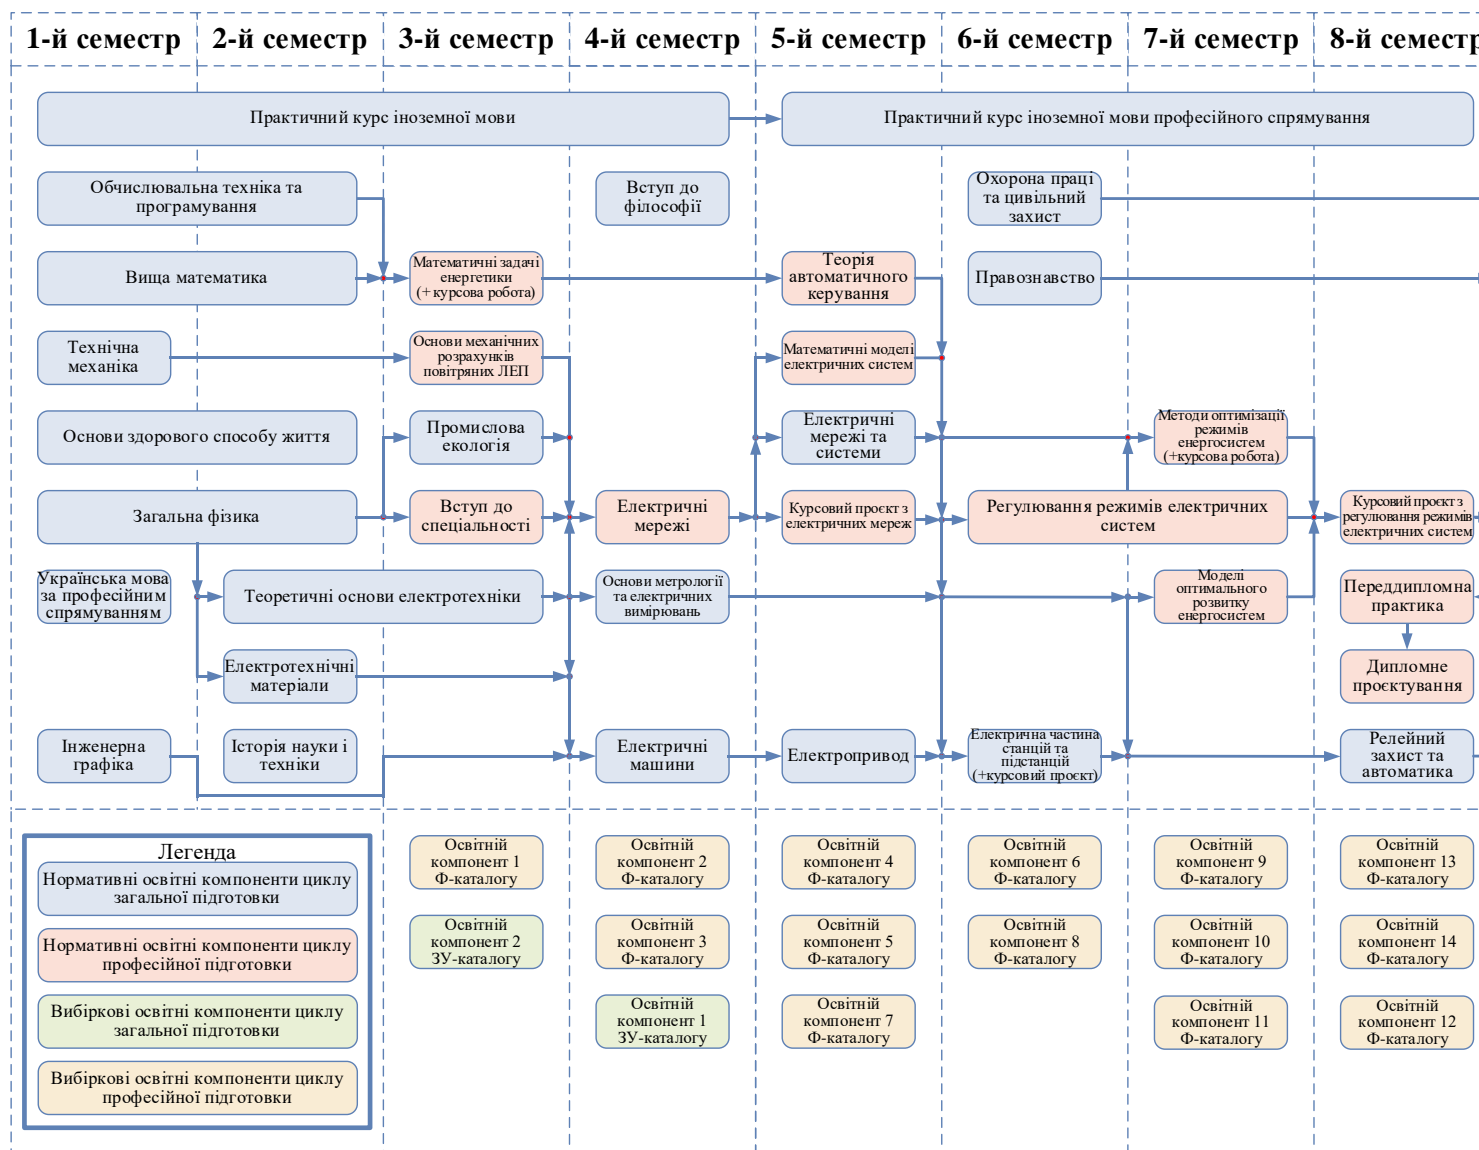 1-й семестр
2-й семестр
3-й семестр
4-й семестр
5-й семестр
6-й семестр
7-й семестр
8-й семестр
Практичний курс іноземної мови
Практичний курс іноземної мови професійного спрямування
Обчислювальна техніка та
програмування
Вступ до
філософії
Охорона праці
та цивільний
захист
Вища математика
Математичні задачі
енергетики
(+ курсова робота)
Теорія
автоматичного
керування
Правознавство
Технічна
механіка
Основи механічних
розрахунків
повітряних ЛЕП
Математичні моделі
електричних систем
Основи здорового способу життя
Промислова
екологія
Електричні
мережі та
системи
Методи оптимізації
режимів
енергосистем
(+курсова робота)
Загальна фізика
Вступ до
спеціальності
Електричні
мережі
Курсовий проєкт з
електричних мереж
Регулювання режимів електричних
систем
Курсовий проєкт з
регулювання режимів
електричних систем
Українська мова
за професійним
спрямуванням
Теоретичні основи електротехніки
Основи метрології
та електричних
вимірювань
Моделі
оптимального
розвитку
енергосистем
Переддипломна
практика
Електротехнічні
матеріали
Дипломне
проєктування
Інженерна
графіка
Історія науки і
техніки
Електричні
машини
Електропривод
Електрична частина
станцій та
підстанцій
(+курсовий проєкт)
Релейний
захист та
автоматика
Легенда
Нормативні освітні компоненти циклу
загальної підготовки
Нормативні освітні компоненти циклу
професійної підготовки
Вибіркові освітні компоненти циклу
загальної підготовки
Вибіркові освітні компоненти циклу
професійної підготовки
Освітній
компонент 1
Ф-каталогу
Освітній
компонент 2
Ф-каталогу
Освітній
компонент 4
Ф-каталогу
Освітній
компонент 6
Ф-каталогу
Освітній
компонент 9
Ф-каталогу
Освітній
компонент 13
Ф-каталогу
Освітній
компонент 2
ЗУ-каталогу
Освітній
компонент 3
Ф-каталогу
Освітній
компонент 5
Ф-каталогу
Освітній
компонент 8
Ф-каталогу
Освітній
компонент 10
Ф-каталогу
Освітній
компонент 14
Ф-каталогу
Освітній
компонент 1
ЗУ-каталогу
Освітній
компонент 7
Ф-каталогу
Освітній
компонент 11
Ф-каталогу
Освітній
компонент 12
Ф-каталогу